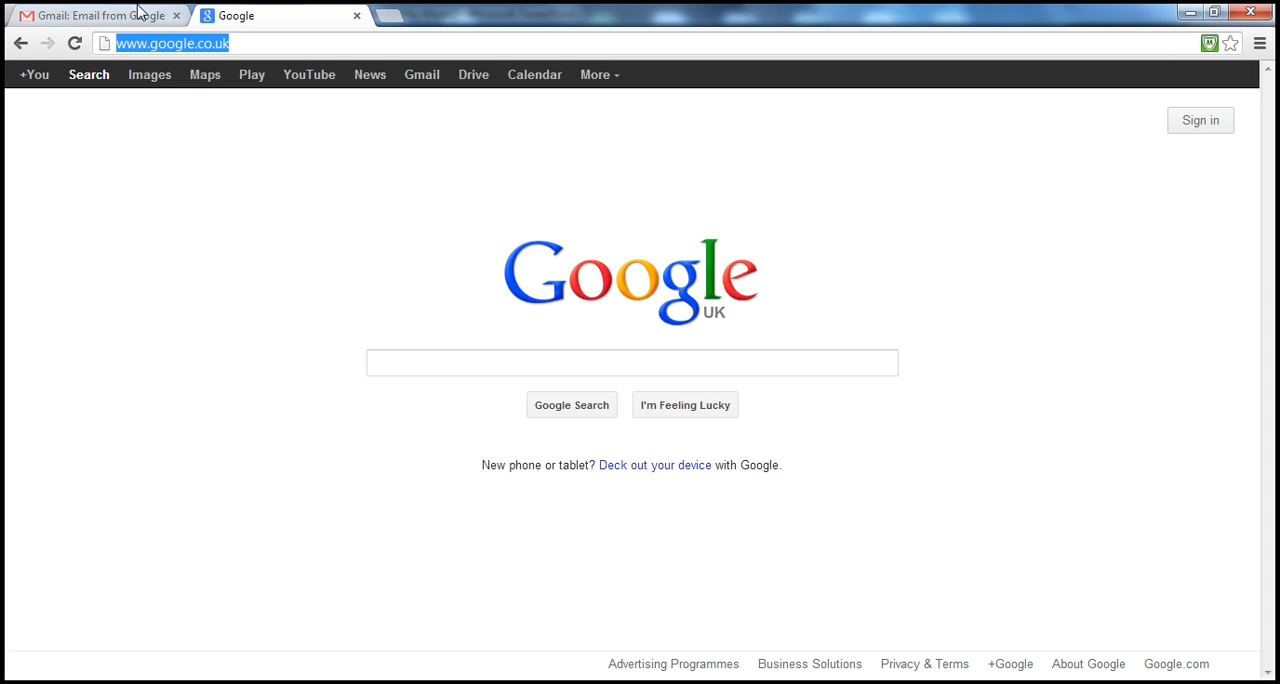 Gmail: Email from Google
Google
www.google.co.uk
+You Search Images Maps Play YouTube News Gmail Drive Calendar More
Sign in
Google
UK
Google Search I'm Feeling Lucky
New phone or tablet? Deck out your device with Google.
Advertising Programmes Business Solutions Privacy & Terms +Google About Google Google.com